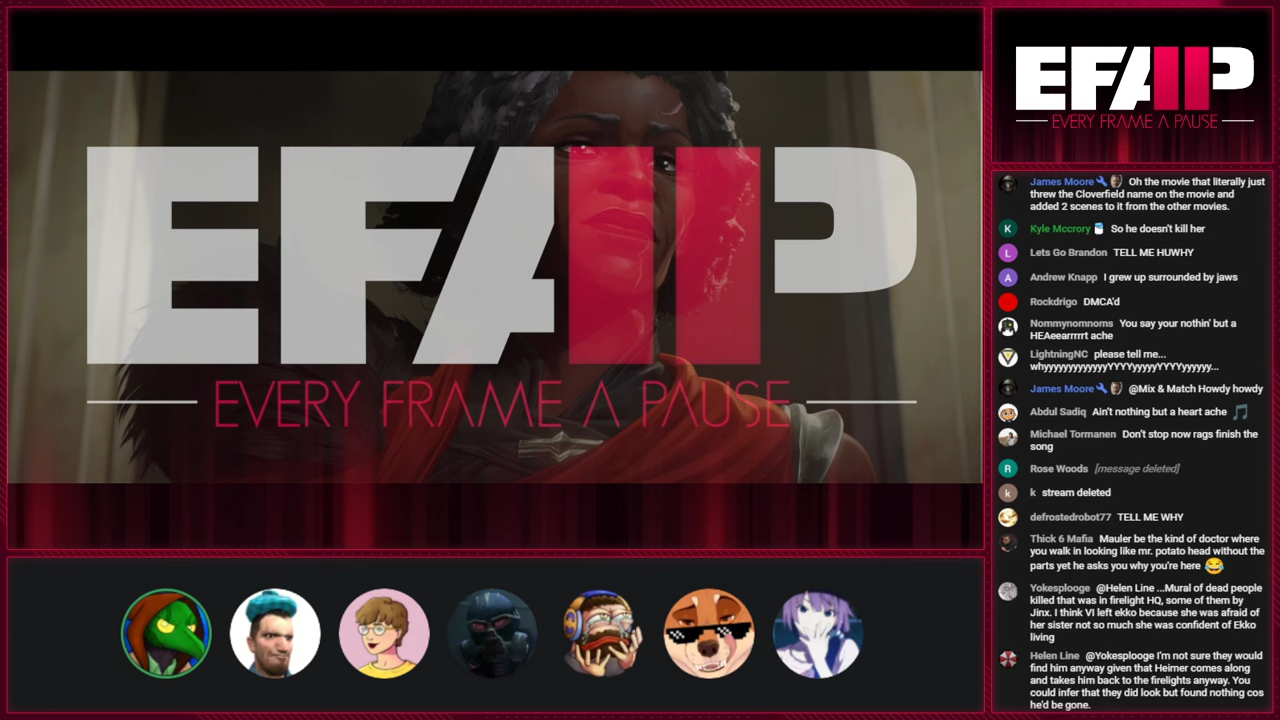 EFAP
EVERY FRAME A PAUSE
EFAP
EVERY FRAME A PAUSE
James Moore Oh the movie that literally just
threw the Cloverfield name on the movie and
added 2 scenes to it from the other movies.
K Kyle Mccrory So he doesn't kill her
L Lets Go Brandon TELL ME HUWHY
A Andrew Knapp I grew up surrounded by jaws
Rockdrigo DMCA'd
Nommynomnoms You say your nothin' but a
HEAeearrrrrt ache
LightningNC please tell me...
whyyyyyyyyyyyyYYYYyyyyyYYYYyyyyyy...
James Moore @Mix & Match Howdy howdy
Abdul Sadiq Ain't nothing but a heart ache 🎵
Michael Tormanen Don't stop now rags finish the
song
R Rose Woods [message deleted]
k k stream deleted
defrostedrobot77 TELL ME WHY
Thick 6 Mafia Mauler be the kind of doctor where
you walk in looking like mr. potato head without the
parts yet he asks you why you're here 😂
Yokesplooge @Helen Line ...Mural of dead people
killed that was in firelight HQ, some of them by
Jinx. I think VI left ekko because she was afraid of
her sister not so much she was confident of Ekko
living
Helen Line @Yokesplooge I'm not sure they would
find him anyway given that Heimer comes along
and takes him back to the firelights anyway. You
could infer that they did look but found nothing cos
he'd be gone.